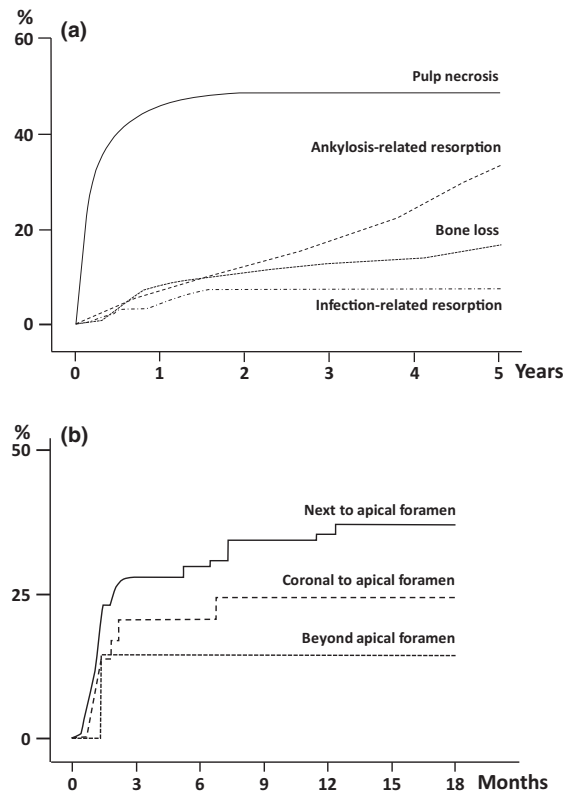 %
(a)
60
Pulp necrosis
40
Ankylosis-related resorption
20
Bone loss
Infection-related resorption
0
0 1 2 3 4 5 Years
%
(b)
50
Next to apical foramen
25
Coronal to apical foramen
Beyond apical foramen
0
0 3 6 9 12 15 18 Months